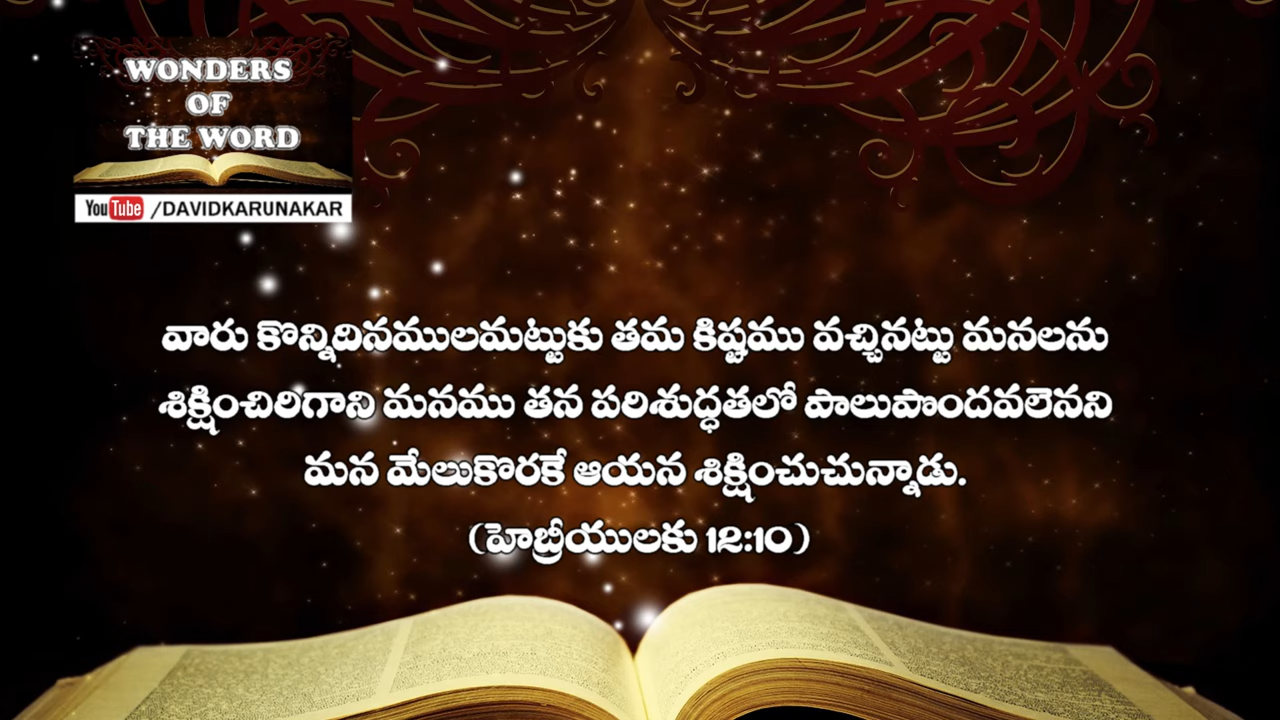 WONDERS
OF
THE WORD
YouTube /DAVIDKARUNAKAR
వారు కొన్నిదినములమట్టుకు తమ కిష్టము వచ్చినట్టు మనలను
శిక్షించిరిగాని మనము తన పరిశుద్ధతలో పాలుపొందవలెనని
మన మేలుకొరకే ఆయన శిక్షించుచున్నాడు.
(హెబ్రీయులకు 12:10)